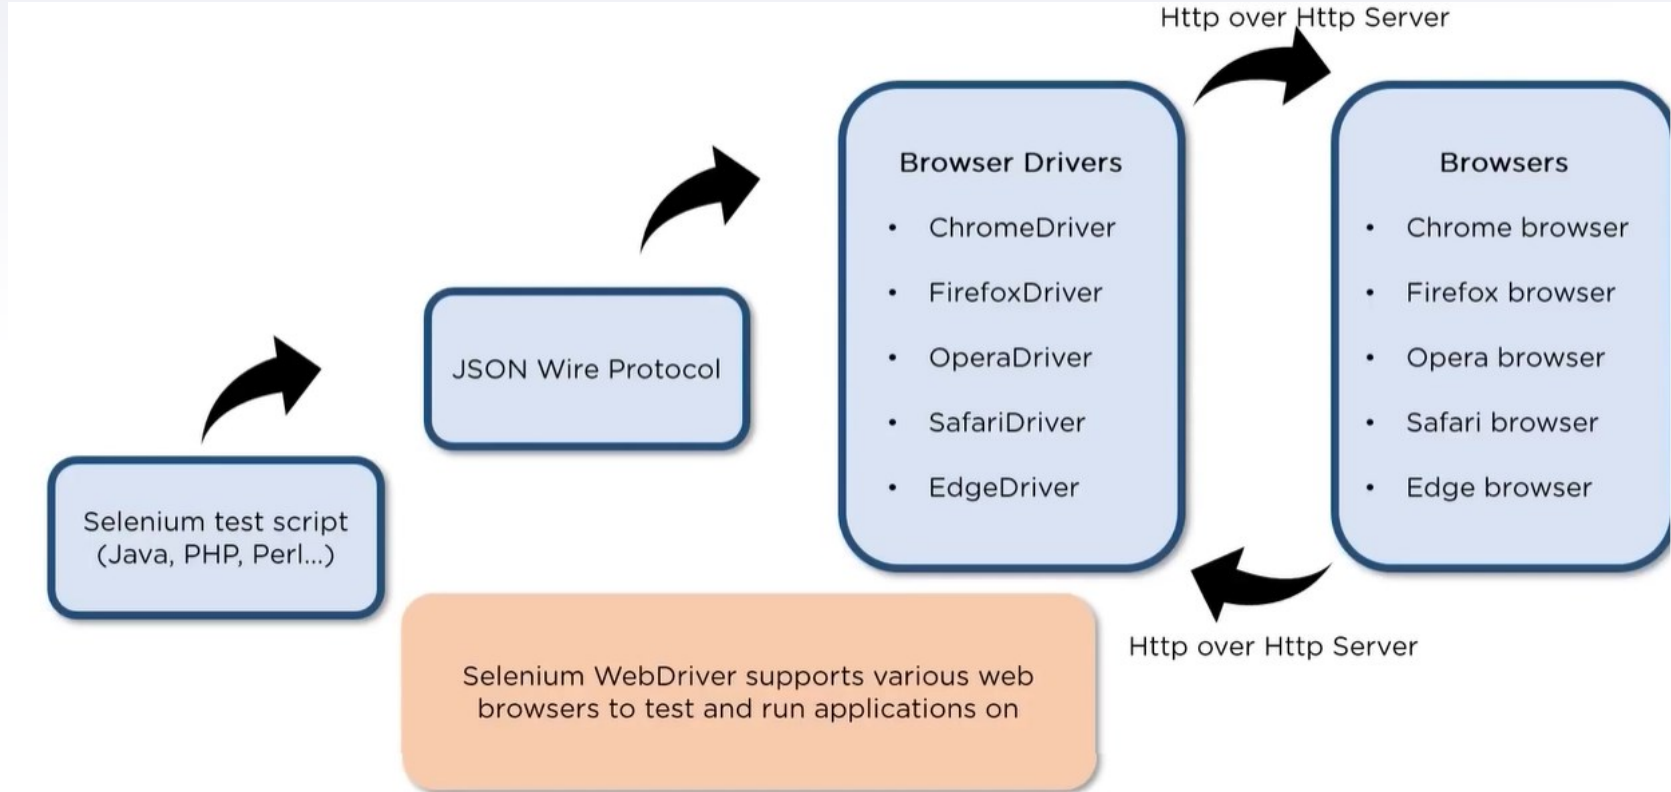 Http over Http Server
Browser Drivers
• ChromeDriver
• FirefoxDriver
• OperaDriver
• SafariDriver
• EdgeDriver
Browsers
• Chrome browser
• Firefox browser
• Opera browser
• Safari browser
• Edge browser
JSON Wire Protocol
Selenium test script
(Java, PHP, Perl...)
Http over Http Server
Selenium WebDriver supports various web
browsers to test and run applications on